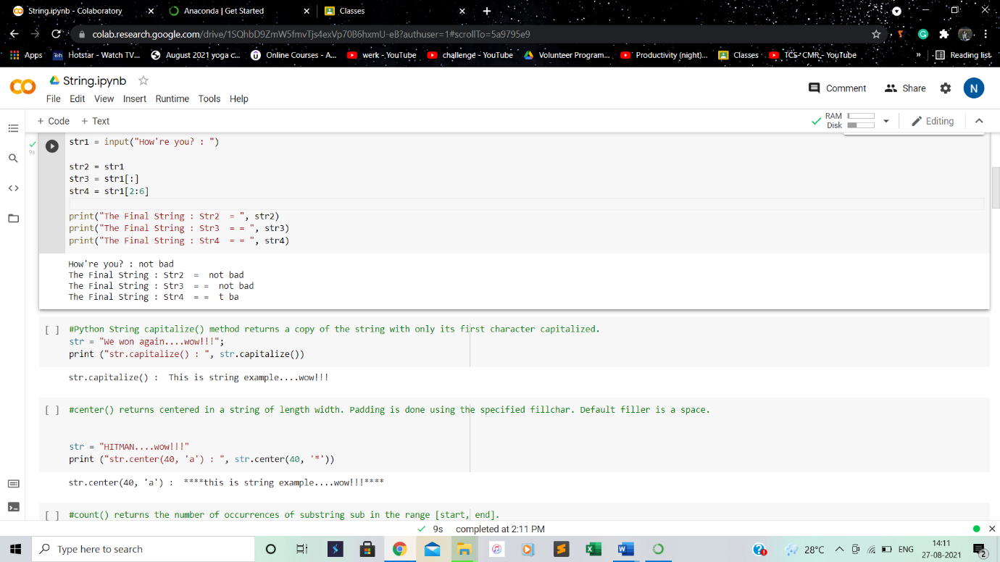 String.ipynb - Colaboratory
Anaconda | Get Started
Classes
colab.research.google.com/drive/1SQhbD9ZmW5fmvTjs4exVp70B6hxmU-eB?authuser=1#scrollTo=5a9795e9
Apps
Hotstar - Watch TV...
August 2021 yoga c...
Online Courses - A...
werk - YouTube
challenge - YouTube
Volunteer Program...
Productivity (night)...
Classes
TCS- CMR - YouTube
»
Reading list
String.ipynb
Comment
Share
N
File Edit View Insert Runtime Tools Help
+ Code + Text
RAM
Disk
Editing
9s
str1 = input("How're you? : ")
str2 = str1
str3 = str1[:]
str4 = str1[2:6]
print("The Final String : Str2  = ", str2)
print("The Final String : Str3  = = ", str3)
print("The Final String : Str4  = = ", str4)
How're you? : not bad
The Final String : Str2  =  not bad
The Final String : Str3  = =  not bad
The Final String : Str4  = =  t ba
[ ] #Python String capitalize() method returns a copy of the string with only its first character capitalized.
str = "We won again....wow!!!";
print ("str.capitalize() : ", str.capitalize())
str.capitalize() :  This is string example....wow!!!
[ ] #center() returns centered in a string of length width. Padding is done using the specified fillchar. Default filler is a space.
str = "HITMAN....wow!!!"
print ("str.center(40, 'a') : ", str.center(40, '*'))
str.center(40, 'a') :  ****this is string example....wow!!!****
[ ] #count() returns the number of occurrences of substring sub in the range [start, end].
9s completed at 2:11 PM
Type here to search
28°C
ENG
14:11
27-08-2021
2